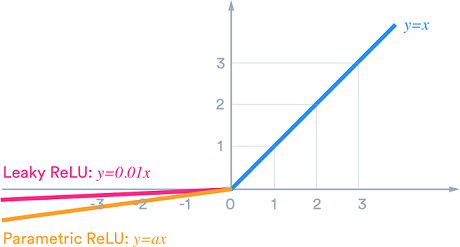 y=x
3
2
1
Leaky ReLU: y=0.01x
-3 -2 -1 0 1 2 3
Parametric ReLU: y=ax